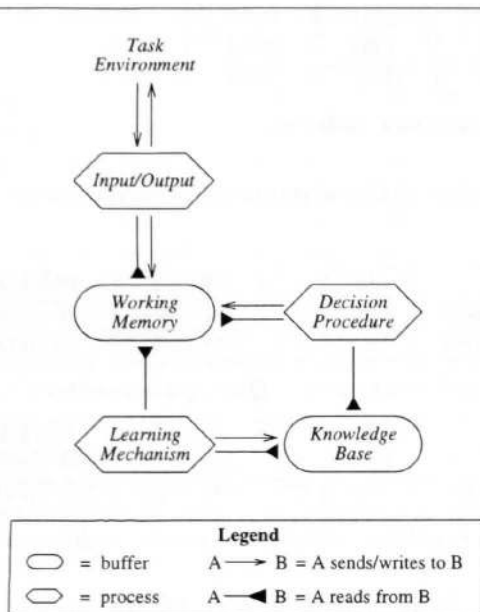 Task
Environment
Input/Output
Working
Memory
Decision
Procedure
Learning
Mechanism
Knowledge
Base
Legend
= buffer A B = A sends/writes to B
= process A B = A reads from B